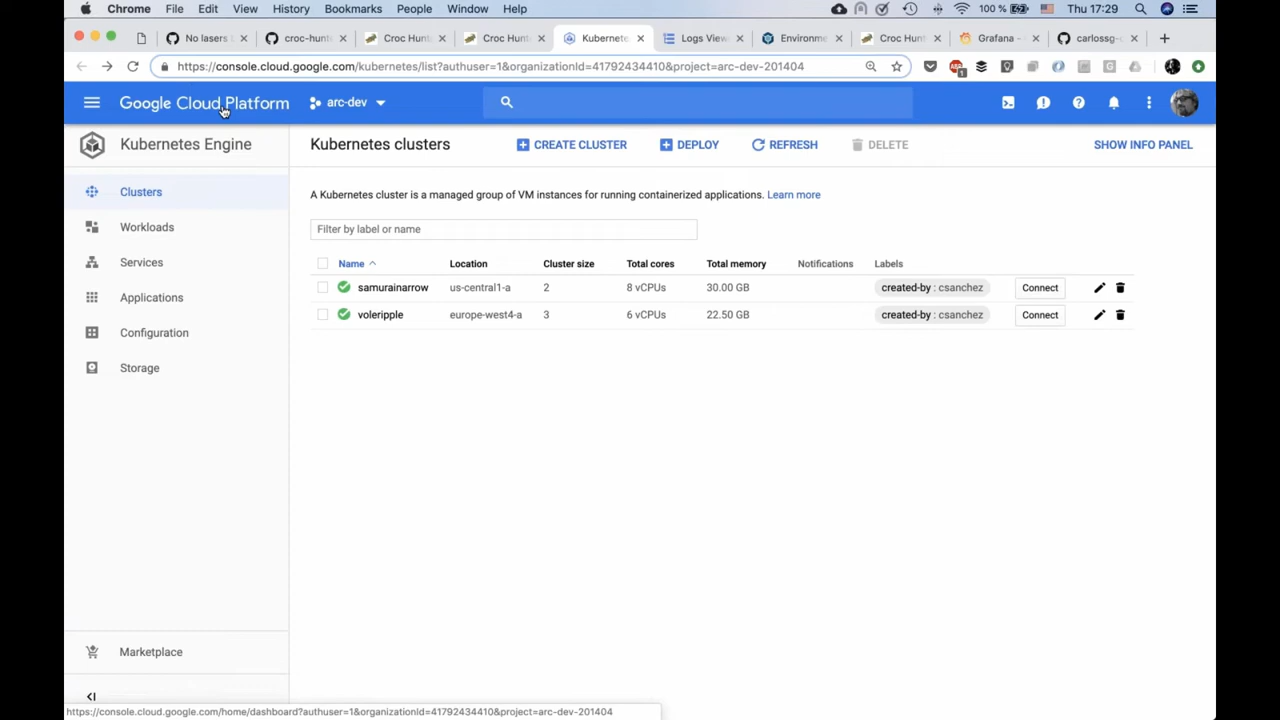 Chrome File Edit View History Bookmarks People Window Help 100 % Thu 17:29
No lasers croc-hunt Croc Hunt Croc Hunt Kubernete Logs View Environme Croc Hun Grafana - carlossg-
https://console.cloud.google.com/kubernetes/list?authuser=1&organizationId=41792434410&project=arc-dev-201404
Google Cloud Platform arc-dev
Kubernetes Engine Kubernetes clusters CREATE CLUSTER DEPLOY REFRESH DELETE SHOW INFO PANEL
Clusters
Workloads
Services
Applications
Configuration
Storage
A Kubernetes cluster is a managed group of VM instances for running containerized applications. Learn more
Filter by label or name
Name Location Cluster size Total cores Total memory Notifications Labels
samurainarrow us-central1-a 2 8 vCPUs 30.00 GB created-by : csanchez Connect
voleripple europe-west4-a 3 6 vCPUs 22.50 GB created-by : csanchez Connect
Marketplace
https://console.cloud.google.com/home/dashboard?authuser=1&organizationId=41792434410&project=arc-dev-201404